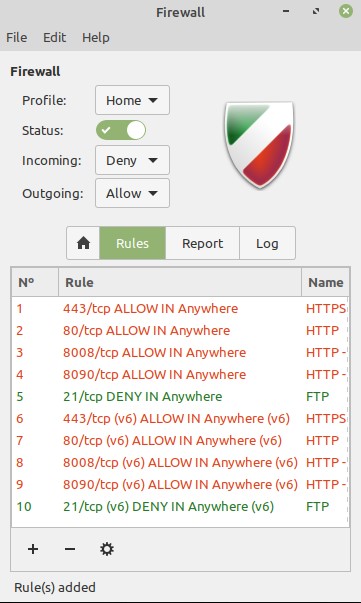 Firewall
File Edit Help
Firewall
Profile: Home
Status:
Incoming: Deny
Outgoing: Allow
Rules Report Log
Nº Rule Name
1 443/tcp ALLOW IN Anywhere HTTPS
2 80/tcp ALLOW IN Anywhere HTTP
3 8008/tcp ALLOW IN Anywhere HTTP -
4 8090/tcp ALLOW IN Anywhere HTTP -
5 21/tcp DENY IN Anywhere FTP
6 443/tcp (v6) ALLOW IN Anywhere (v6) HTTPS
7 80/tcp (v6) ALLOW IN Anywhere (v6) HTTP
8 8008/tcp (v6) ALLOW IN Anywhere (v6) HTTP -
9 8090/tcp (v6) ALLOW IN Anywhere (v6) HTTP -
10 21/tcp (v6) DENY IN Anywhere (v6) FTP
Rule(s) added